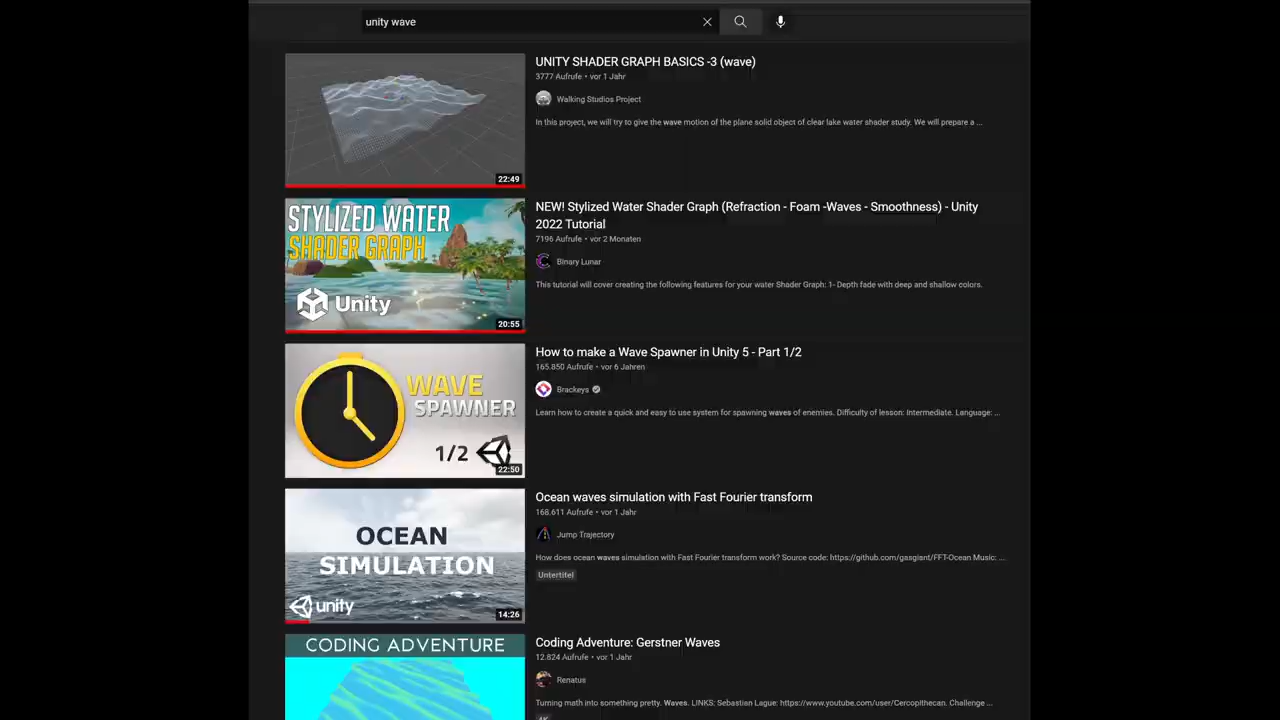 unity wave
UNITY SHADER GRAPH BASICS -3 (wave)
3777 Aufrufe • vor 1 Jahr
Walking Studios Project
In this project, we will try to give the wave motion of the plane solid object of clear lake water shader study. We will prepare a ...
22:49
STYLIZED WATER
SHADER GRAPH
Unity
20:55
NEW! Stylized Water Shader Graph (Refraction - Foam -Waves - Smoothness) - Unity
2022 Tutorial
7196 Aufrufe • vor 2 Monaten
Binary Lunar
This tutorial will cover creating the following features for your water Shader Graph: 1- Depth fade with deep and shallow colors.
WAVE
SPAWNER
1/2
22:50
How to make a Wave Spawner in Unity 5 - Part 1/2
165.850 Aufrufe • vor 6 Jahren
Brackeys
Learn how to create a quick and easy to use system for spawning waves of enemies. Difficulty of lesson: Intermediate. Language: ...
OCEAN
SIMULATION
unity
14:26
Ocean waves simulation with Fast Fourier transform
168.611 Aufrufe • vor 1 Jahr
Jump Trajectory
How does ocean waves simulation with Fast Fourier transform work? Source code: https://github.com/gasgiant/FFT-Ocean Music: ...
Untertitel
CODING ADVENTURE
Coding Adventure: Gerstner Waves
12.824 Aufrufe • vor 1 Jahr
Renatus
Turning math into something pretty. Waves. LINKS: Sebastian Lague: https://www.youtube.com/user/Cercopithecan. Challenge ...
4K